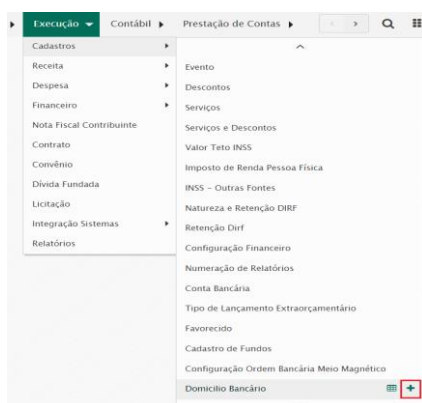 Execução Contábil Prestação de Contas
Cadastros
Receita
Despesa
Financeiro
Nota Fiscal Contribuinte
Contrato
Convênio
Dívida Fundada
Licitação
Integração Sistemas
Relatórios
Evento
Descontos
Serviços
Serviços e Descontos
Valor Teto INSS
Imposto de Renda Pessoa Física
INSS - Outras Fontes
Natureza e Retenção DIRF
Retenção Dirf
Configuração Financeiro
Numeração de Relatórios
Conta Bancária
Tipo de Lançamento Extraorçamentário
Favorecido
Cadastro de Fundos
Configuração Ordem Bancária Meio Magnético
Domicílio Bancário